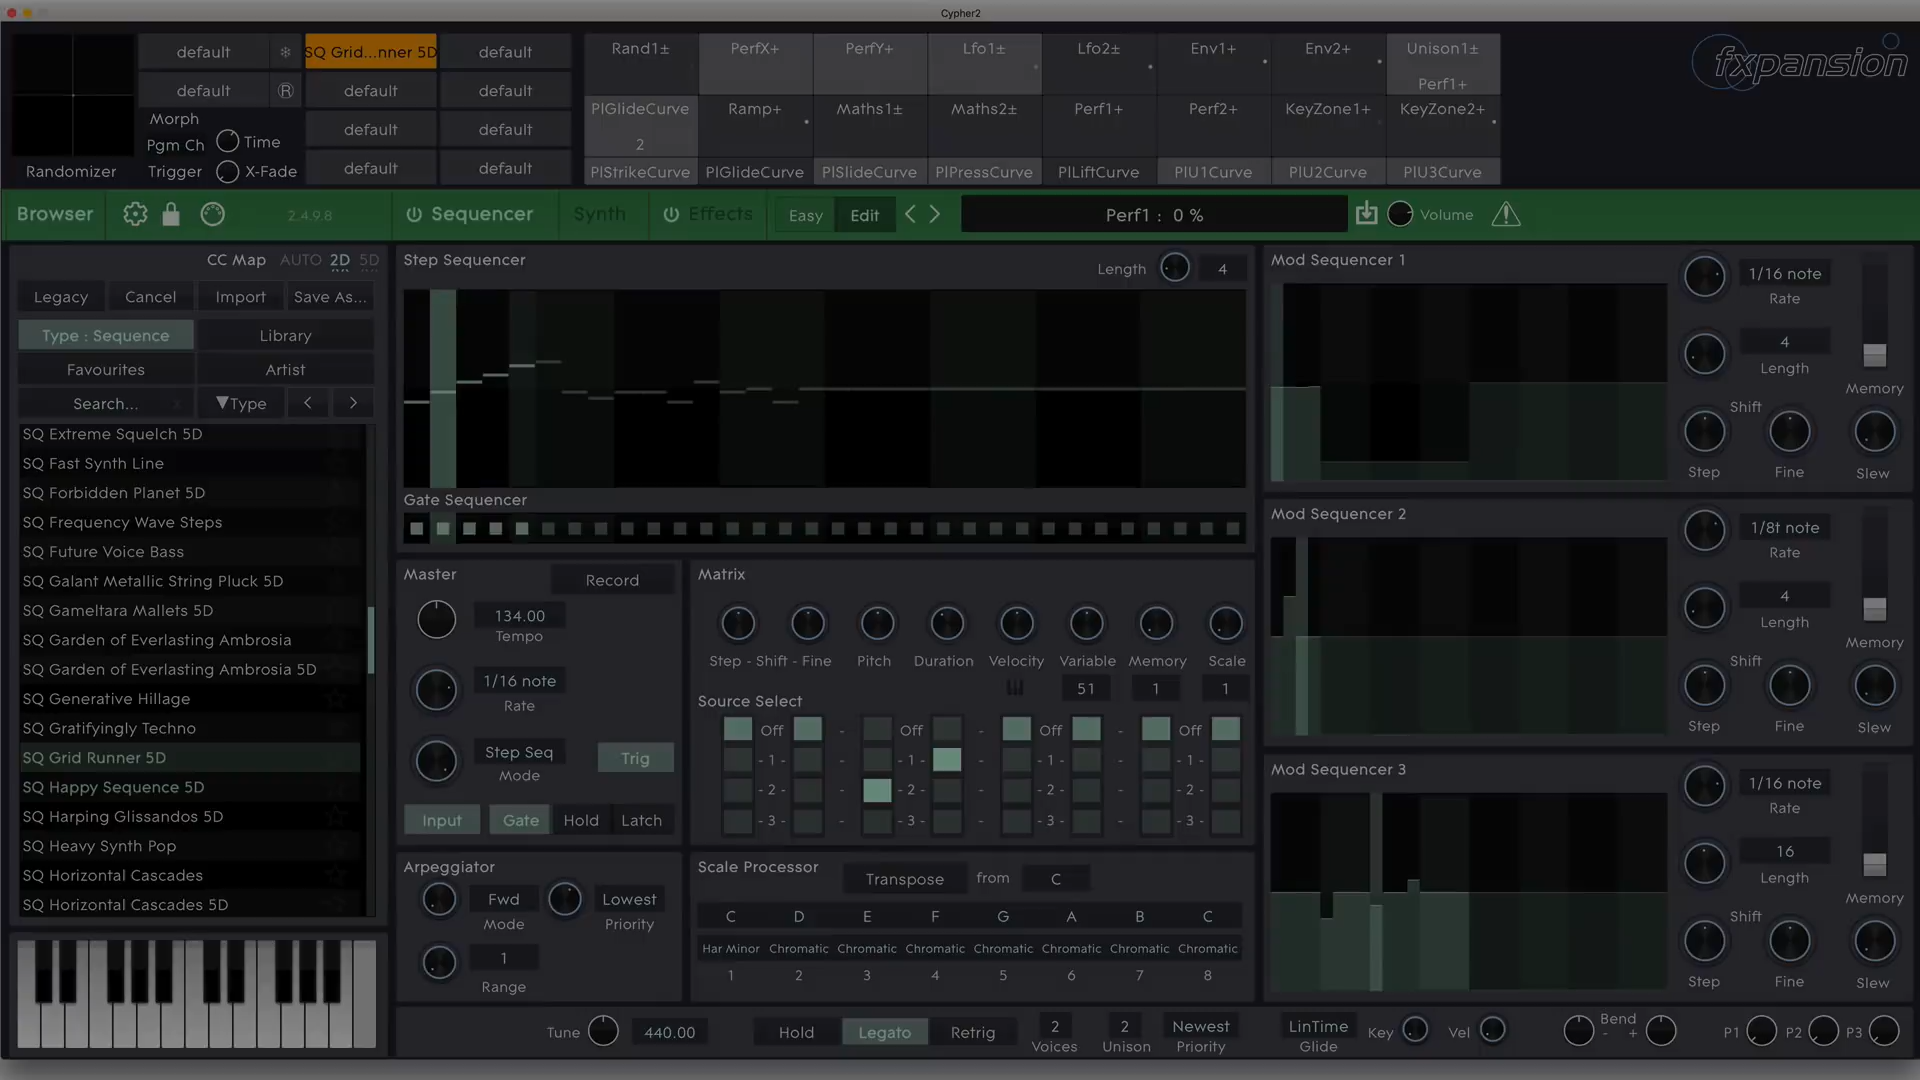 Cypher2
default
SQ Grid...nner 5D
default
default
R
default
default
default
default
default
default
Morph
Pgm Ch
Time
Trigger
X-Fade
Randomizer
Rand1±
PerfX+
PerfY+
Lfo1±
Lfo2±
Env1+
Env2+
Unison1±
Perf1+
PlGlideCurve
2
Ramp+
Maths1±
Maths2±
Perf1+
Perf2+
KeyZone1+
KeyZone2+
PlStrikeCurve
PlGlideCurve
PlSlideCurve
PlPressCurve
PlLiftCurve
PlU1Curve
PlU2Curve
PlU3Curve
fxpansion
Browser
2.4.9.8
Sequencer
Synth
Effects
Easy
Edit
Perf1 : 0 %
Volume
CC Map AUTO 2D 5D
Legacy
Cancel
Import
Save As...
Type : Sequence
Library
Favourites
Artist
Search...
x
▼Type
<
>
SQ Extreme Squelch 5D
SQ Fast Synth Line
SQ Forbidden Planet 5D
SQ Frequency Wave Steps
SQ Future Voice Bass
SQ Galant Metallic String Pluck 5D
SQ Gameltara Mallets 5D
SQ Garden of Everlasting Ambrosia
SQ Garden of Everlasting Ambrosia 5D
SQ Generative Hillage
SQ Gratifyingly Techno
SQ Grid Runner 5D
SQ Happy Sequence 5D
SQ Harping Glissandos 5D
SQ Heavy Synth Pop
SQ Horizontal Cascades
SQ Horizontal Cascades 5D
Step Sequencer
Length
4
Gate Sequencer
Master
Record
134.00
Tempo
1/16 note
Rate
Step Seq
Mode
Trig
Input
Gate
Hold
Latch
Matrix
Step - Shift - Fine
Pitch
Duration
Velocity
Variable
Memory
Scale
51
1
1
Source Select
Off - Off - Off - Off
- 1 - - - 1 - - - 1 - - - 1 -
- 2 - - - 2 - - - 2 - - - 2 -
- 3 - - - 3 - - - 3 - - - 3 -
Arpeggiator
Fwd
Mode
Lowest
Priority
1
Range
Scale Processor
Transpose
from
C
C D E F G A B C
Har Minor Chromatic Chromatic Chromatic Chromatic Chromatic Chromatic Chromatic
1 2 3 4 5 6 7 8
Mod Sequencer 1
1/16 note
Rate
4
Length
Shift
Step
Fine
Memory
Slew
Mod Sequencer 2
1/8t note
Rate
4
Length
Shift
Step
Fine
Memory
Slew
Mod Sequencer 3
1/16 note
Rate
16
Length
Shift
Step
Fine
Memory
Slew
Tune
440.00
Hold
Legato
Retrig
2
Voices
2
Unison
Newest
Priority
LinTime
Glide
Key
Vel
Bend
- +
P1
P2
P3